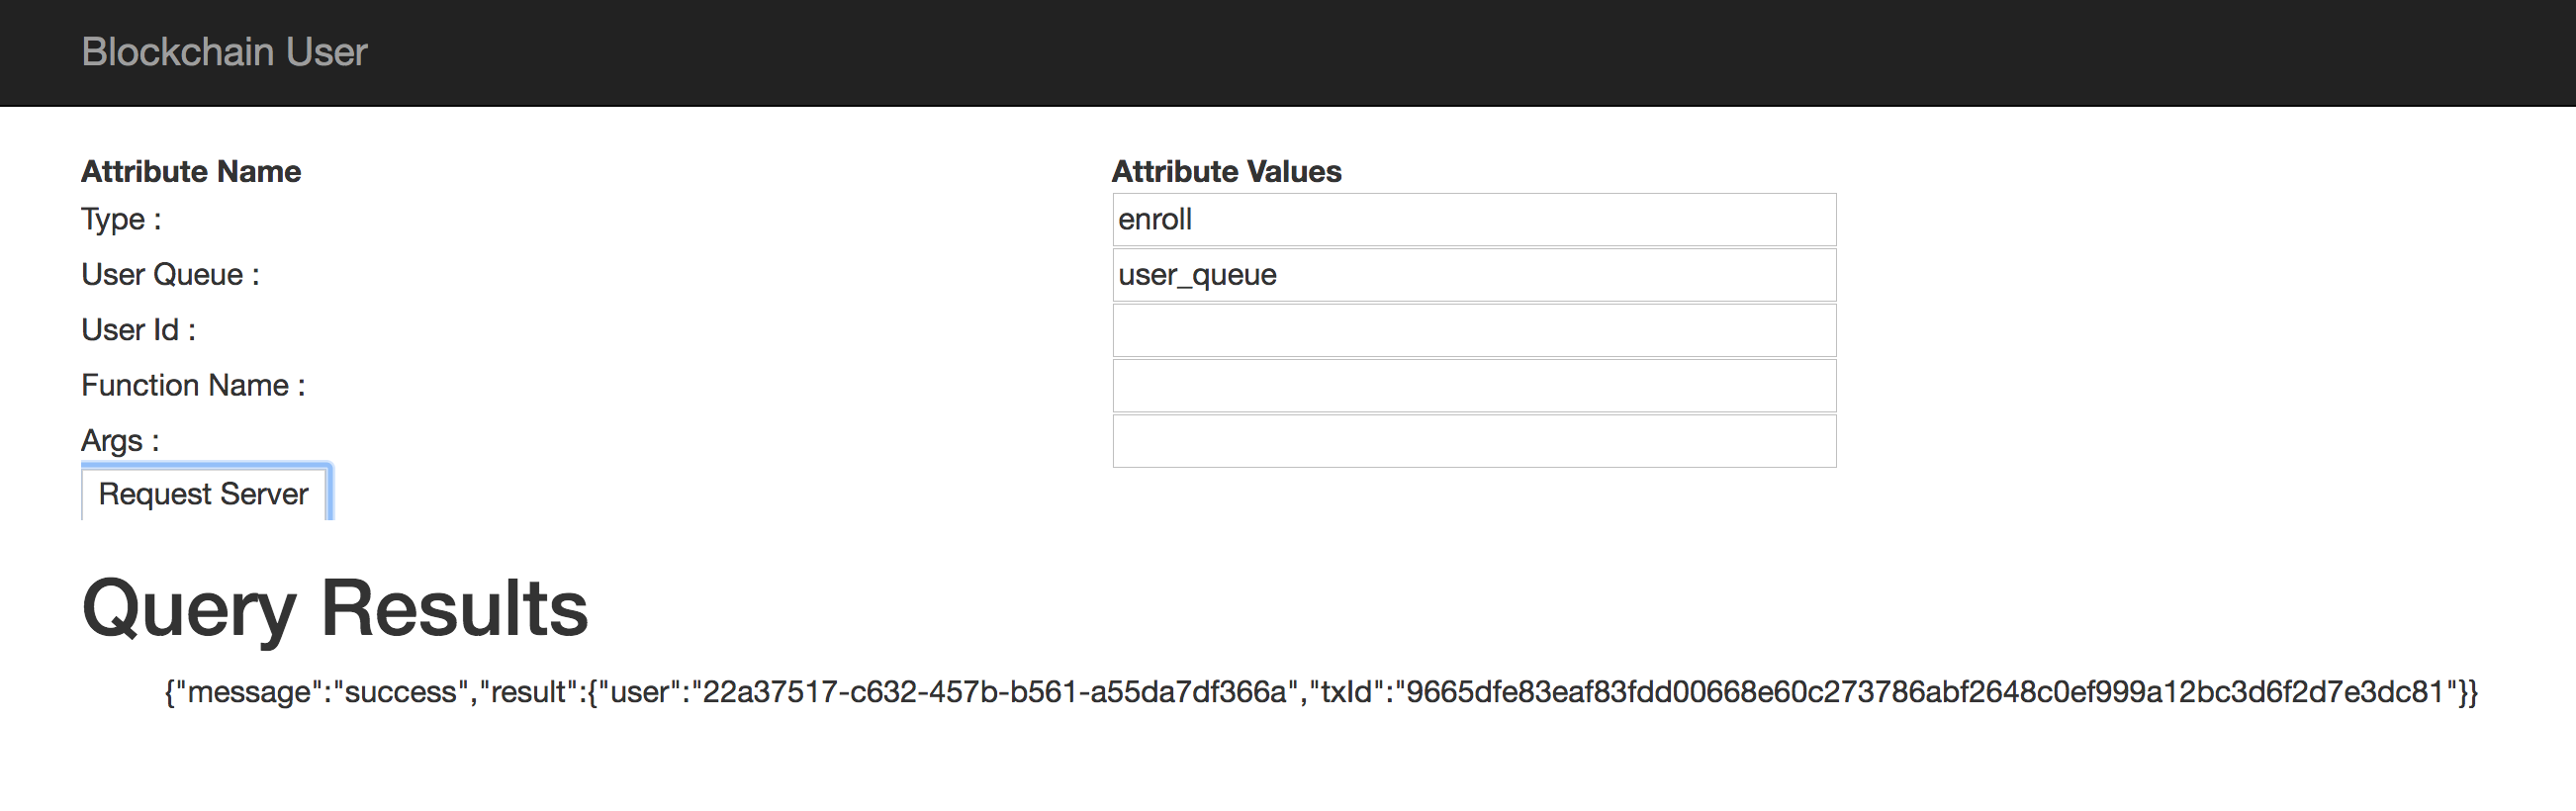 Blockchain User
Attribute Name Attribute Values
Type : enroll
User Queue : user_queue
User Id :
Function Name :
Args :
Request Server
Query Results
{"message":"success","result":{"user":"22a37517-c632-457b-b561-a55da7df366a","txId":"9665dfe83eaf83fdd00668e60c273786abf2648c0ef999a12bc3d6f2d7e3dc81"}}